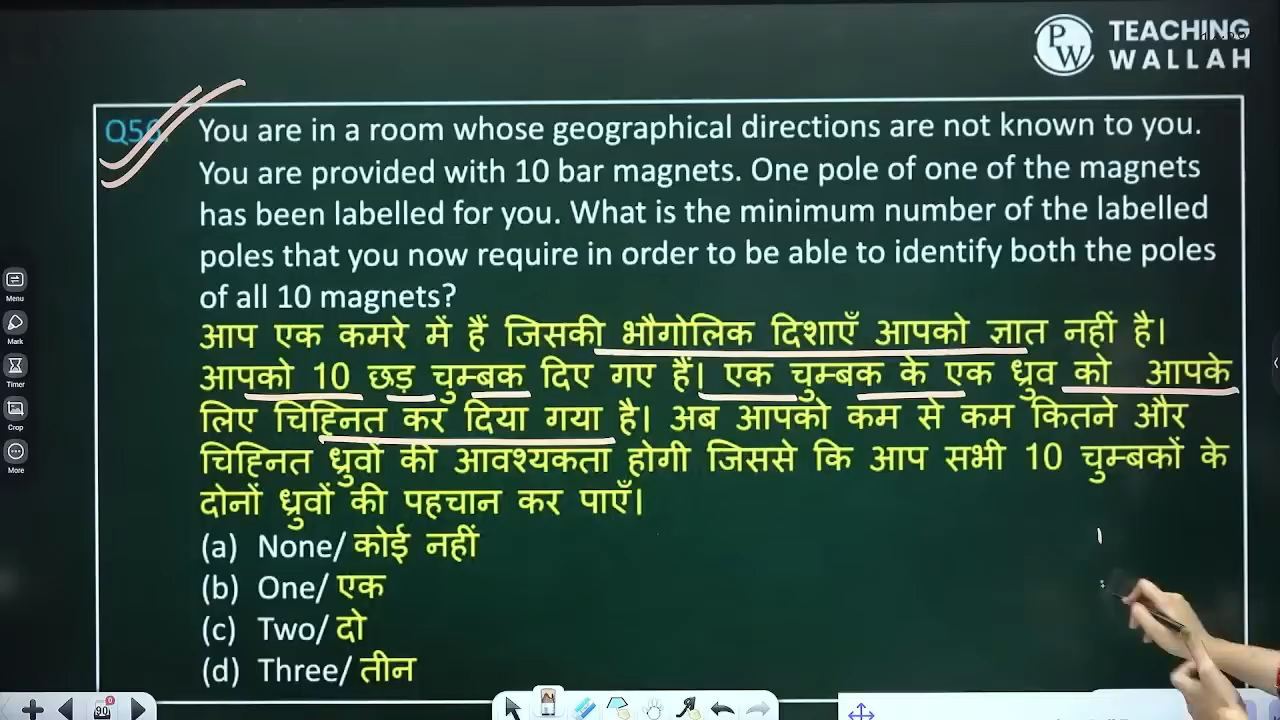 TEACHING
WALLAH
PW
Q56. You are in a room whose geographical directions are not known to you.
You are provided with 10 bar magnets. One pole of one of the magnets
has been labelled for you. What is the minimum number of the labelled
poles that you now require in order to be able to identify both the poles
of all 10 magnets?
आप एक कमरे में हैं जिसकी भौगोलिक दिशाएँ आपको ज्ञात नहीं है।
आपको 10 छड़ चुम्बक दिए गए हैं। एक चुम्बक के एक ध्रुव को आपके
लिए चिह्नित कर दिया गया है। अब आपको कम से कम कितने और
चिह्नित ध्रुवों की आवश्यकता होगी जिससे कि आप सभी 10 चुम्बकों के
दोनों ध्रुवों की पहचान कर पाएँ।
(a) None/ कोई नहीं
(b) One/ एक
(c) Two/ दो
(d) Three/ तीन
Menu
Mark
Timer
Crop
More
90